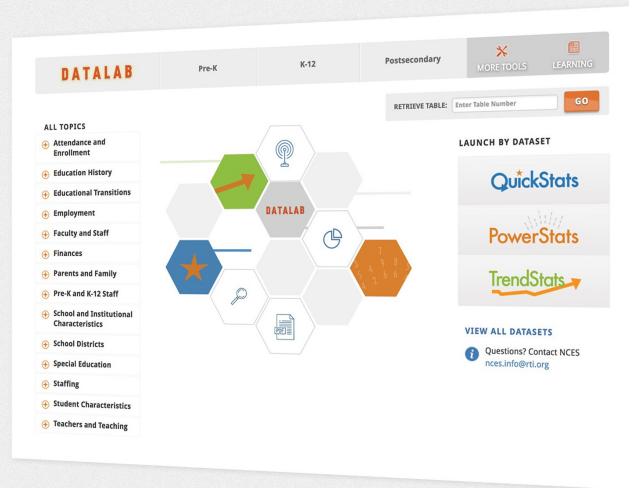 DATALAB
Pre-K
K-12
Postsecondary
MORE TOOLS
LEARNING
RETRIEVE TABLE:
Enter Table Number
GO
ALL TOPICS
Attendance and
Enrollment
Education History
Educational Transitions
Employment
Faculty and Staff
Finances
Parents and Family
Pre-K and K-12 Staff
School and Institutional
Characteristics
School Districts
Special Education
Staffing
Student Characteristics
Teachers and Teaching
DATALAB
PDF
LAUNCH BY DATASET
QuickStats
PowerStats
TrendStats
VIEW ALL DATASETS
Questions? Contact NCES
nces.info@rti.org